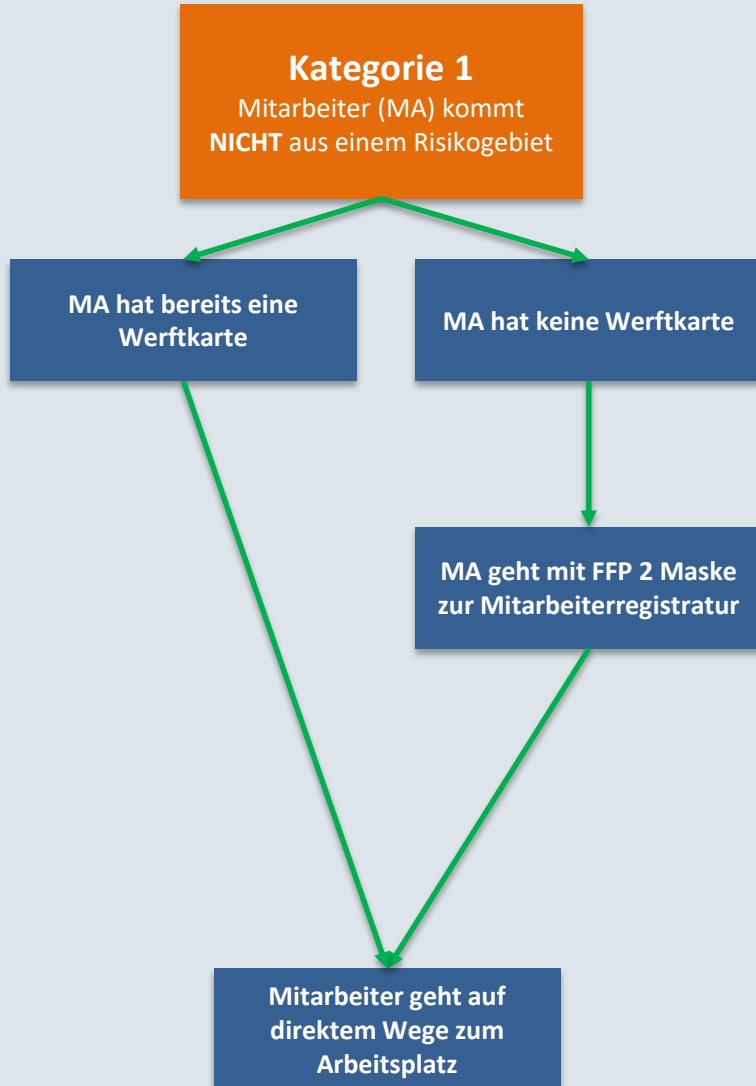 Kategorie 1
Mitarbeiter (MA) kommt
NICHT aus einem Risikogebiet
MA hat bereits eine
Werftkarte
MA hat keine Werftkarte
MA geht mit FFP 2 Maske
zur Mitarbeiterregistratur
Mitarbeiter geht auf
direktem Wege zum
Arbeitsplatz